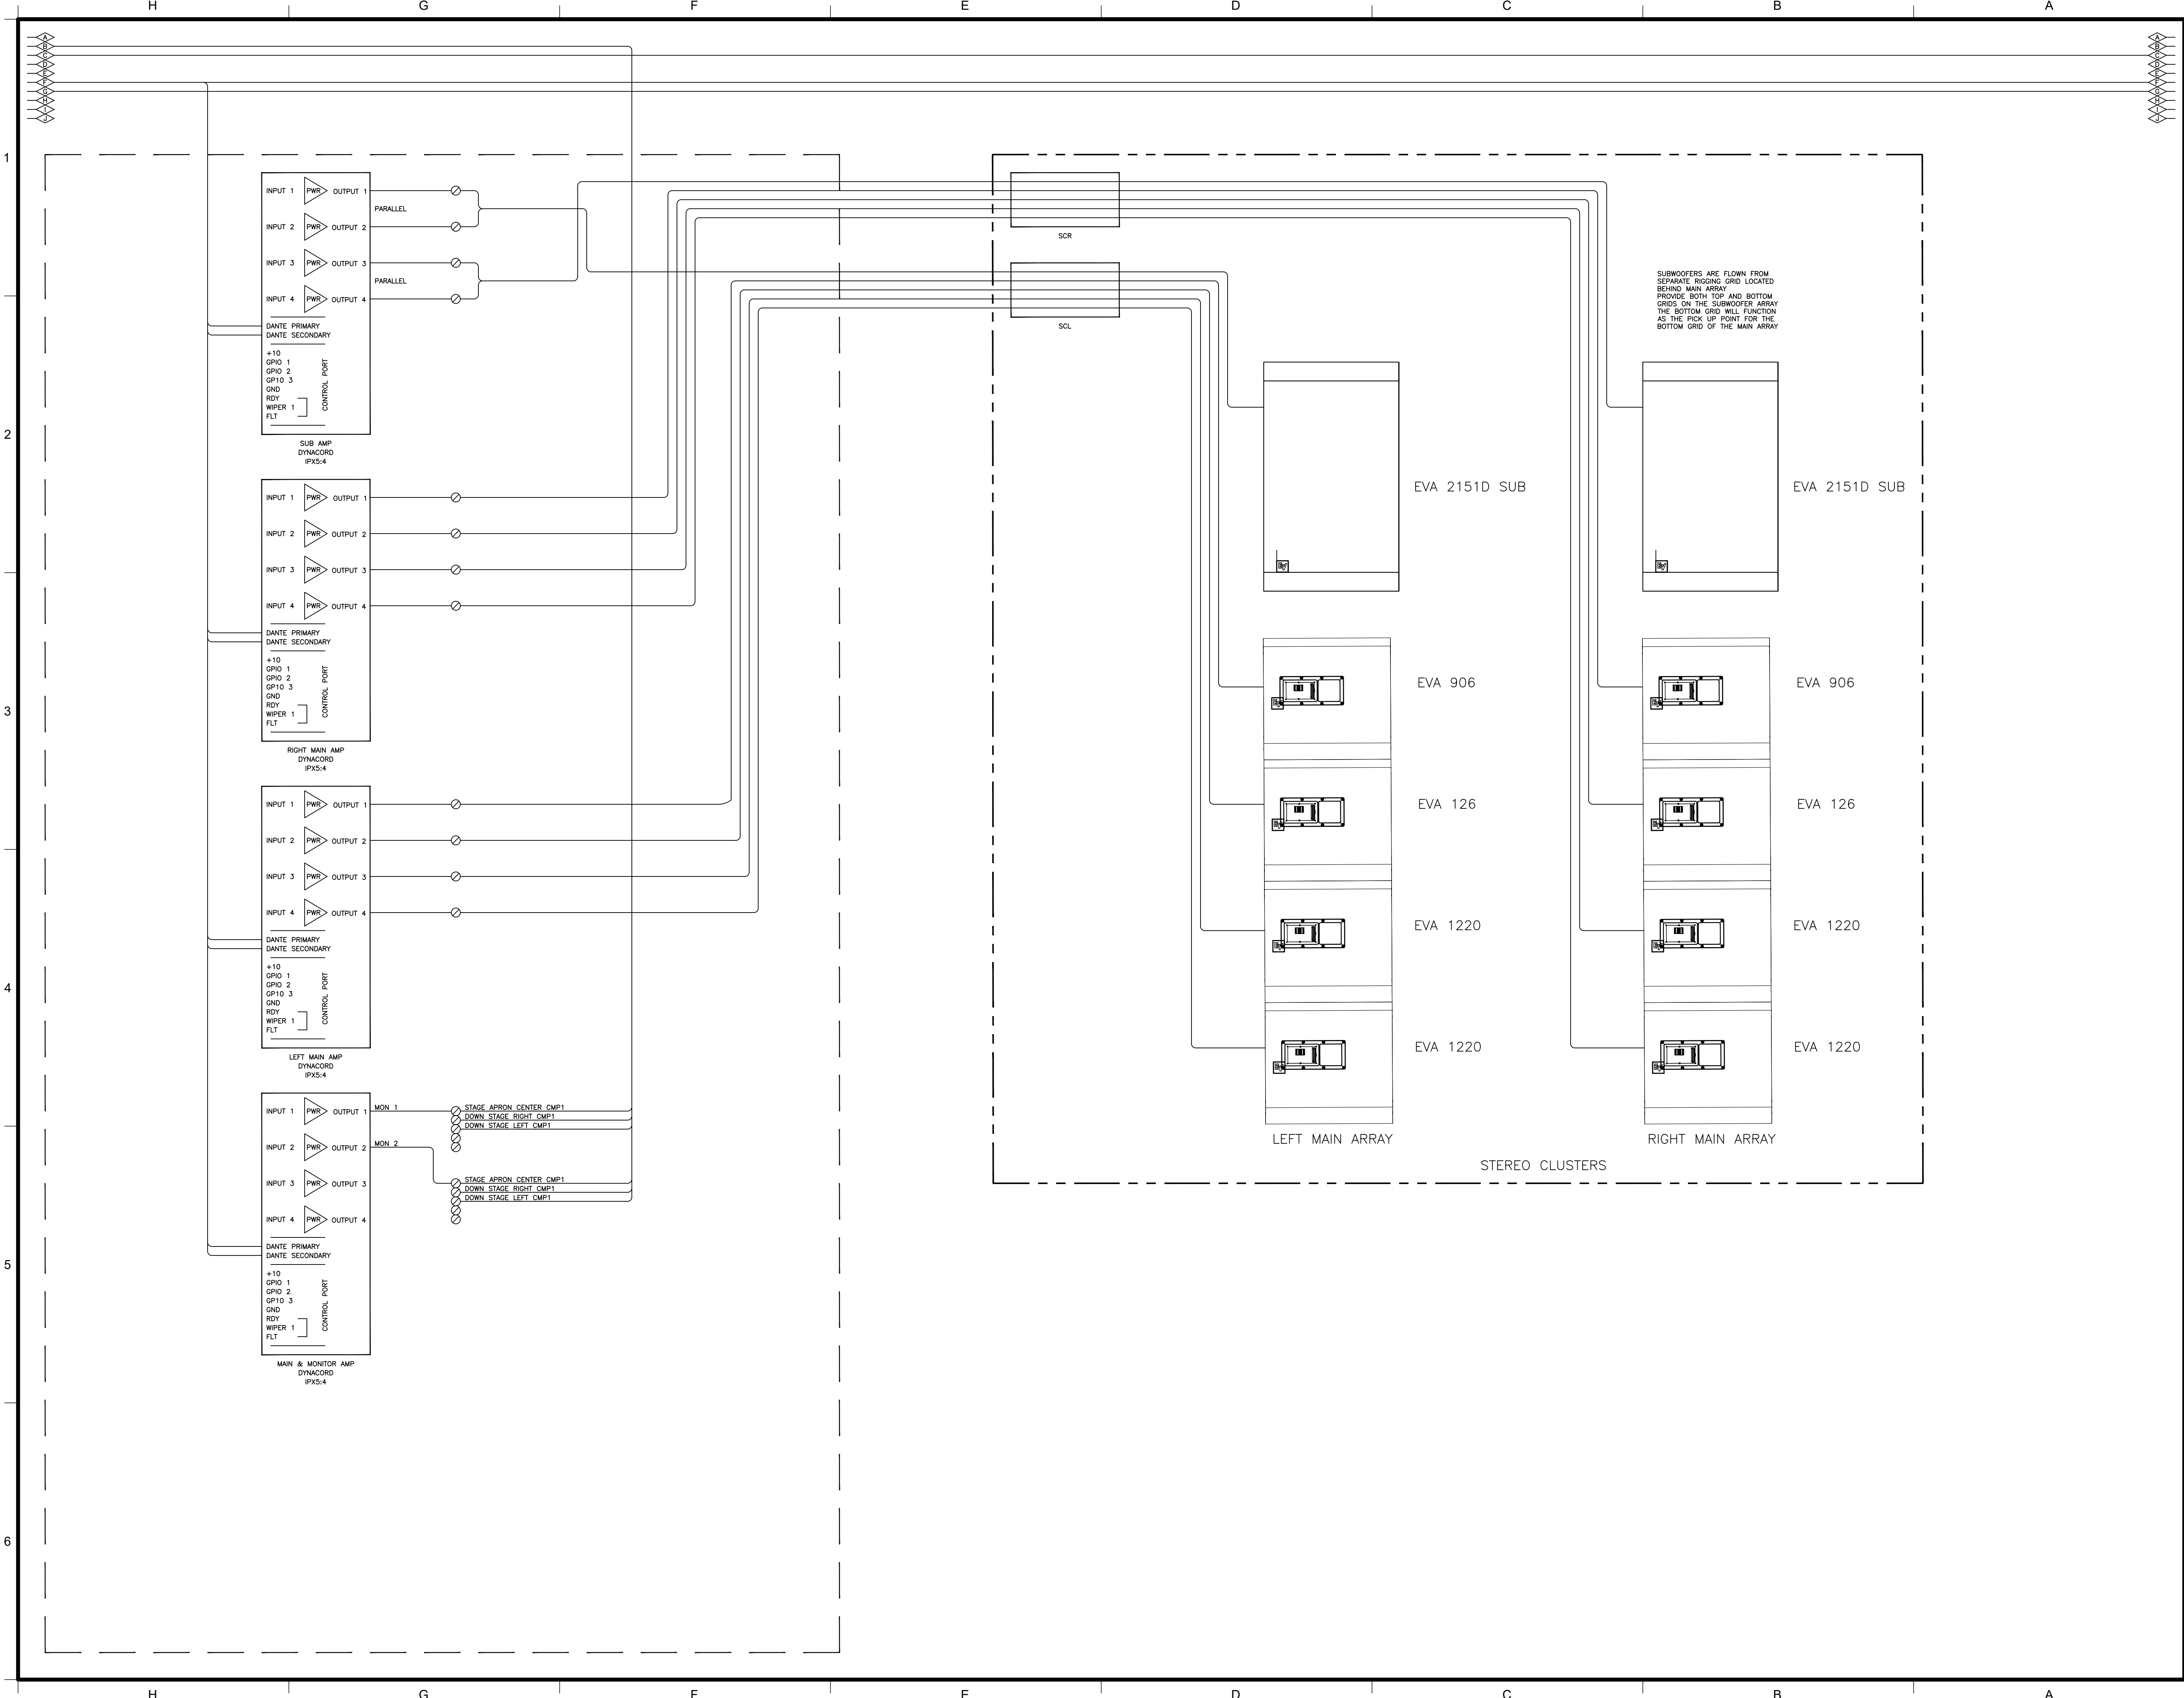 H G F E D C B A
A
B
C
D
E
F
G
H
I
J
A
B
C
D
E
F
G
H
I
J
1
2
3
4
5
6
INPUT 1 PWR OUTPUT 1
PARALLEL
INPUT 2 PWR OUTPUT 2
INPUT 3 PWR OUTPUT 3
PARALLEL
INPUT 4 PWR OUTPUT 4
DANTE PRIMARY
DANTE SECONDARY
+10
GPIO 1
GPIO 2
GP10 3
GND
RDY
WIPER 1
FLT
CONTROL PORT
SUB AMP
DYNACORD
IPX5:4
INPUT 1 PWR OUTPUT 1
INPUT 2 PWR OUTPUT 2
INPUT 3 PWR OUTPUT 3
INPUT 4 PWR OUTPUT 4
DANTE PRIMARY
DANTE SECONDARY
+10
GPIO 1
GPIO 2
GP10 3
GND
RDY
WIPER 1
FLT
CONTROL PORT
RIGHT MAIN AMP
DYNACORD
IPX5:4
INPUT 1 PWR OUTPUT 1
INPUT 2 PWR OUTPUT 2
INPUT 3 PWR OUTPUT 3
INPUT 4 PWR OUTPUT 4
DANTE PRIMARY
DANTE SECONDARY
+10
GPIO 1
GPIO 2
GP10 3
GND
RDY
WIPER 1
FLT
CONTROL PORT
LEFT MAIN AMP
DYNACORD
IPX5:4
INPUT 1 PWR OUTPUT 1 MON 1
STAGE APRON CENTER CMP1
DOWN STAGE RIGHT CMP1
DOWN STAGE LEFT CMP1
INPUT 2 PWR OUTPUT 2 MON 2
STAGE APRON CENTER CMP1
DOWN STAGE RIGHT CMP1
DOWN STAGE LEFT CMP1
INPUT 3 PWR OUTPUT 3
INPUT 4 PWR OUTPUT 4
DANTE PRIMARY
DANTE SECONDARY
+10
GPIO 1
GPIO 2
GP10 3
GND
RDY
WIPER 1
FLT
CONTROL PORT
MAIN & MONITOR AMP
DYNACORD
IPX5:4
SCR
SCL
SUBWOOFERS ARE FLOWN FROM
SEPARATE RIGGING GRID LOCATED
BEHIND MAIN ARRAY
PROVIDE BOTH TOP AND BOTTOM
GRIDS ON THE SUBWOOFER ARRAY
THE BOTTOM GRID WILL FUNCTION
AS THE PICK UP POINT FOR THE
BOTTOM GRID OF THE MAIN ARRAY
EVA 2151D SUB
EVA 2151D SUB
EVA 906
EVA 906
EVA 126
EVA 126
EVA 1220
EVA 1220
EVA 1220
EVA 1220
LEFT MAIN ARRAY
RIGHT MAIN ARRAY
STEREO CLUSTERS
H G F E D C B A